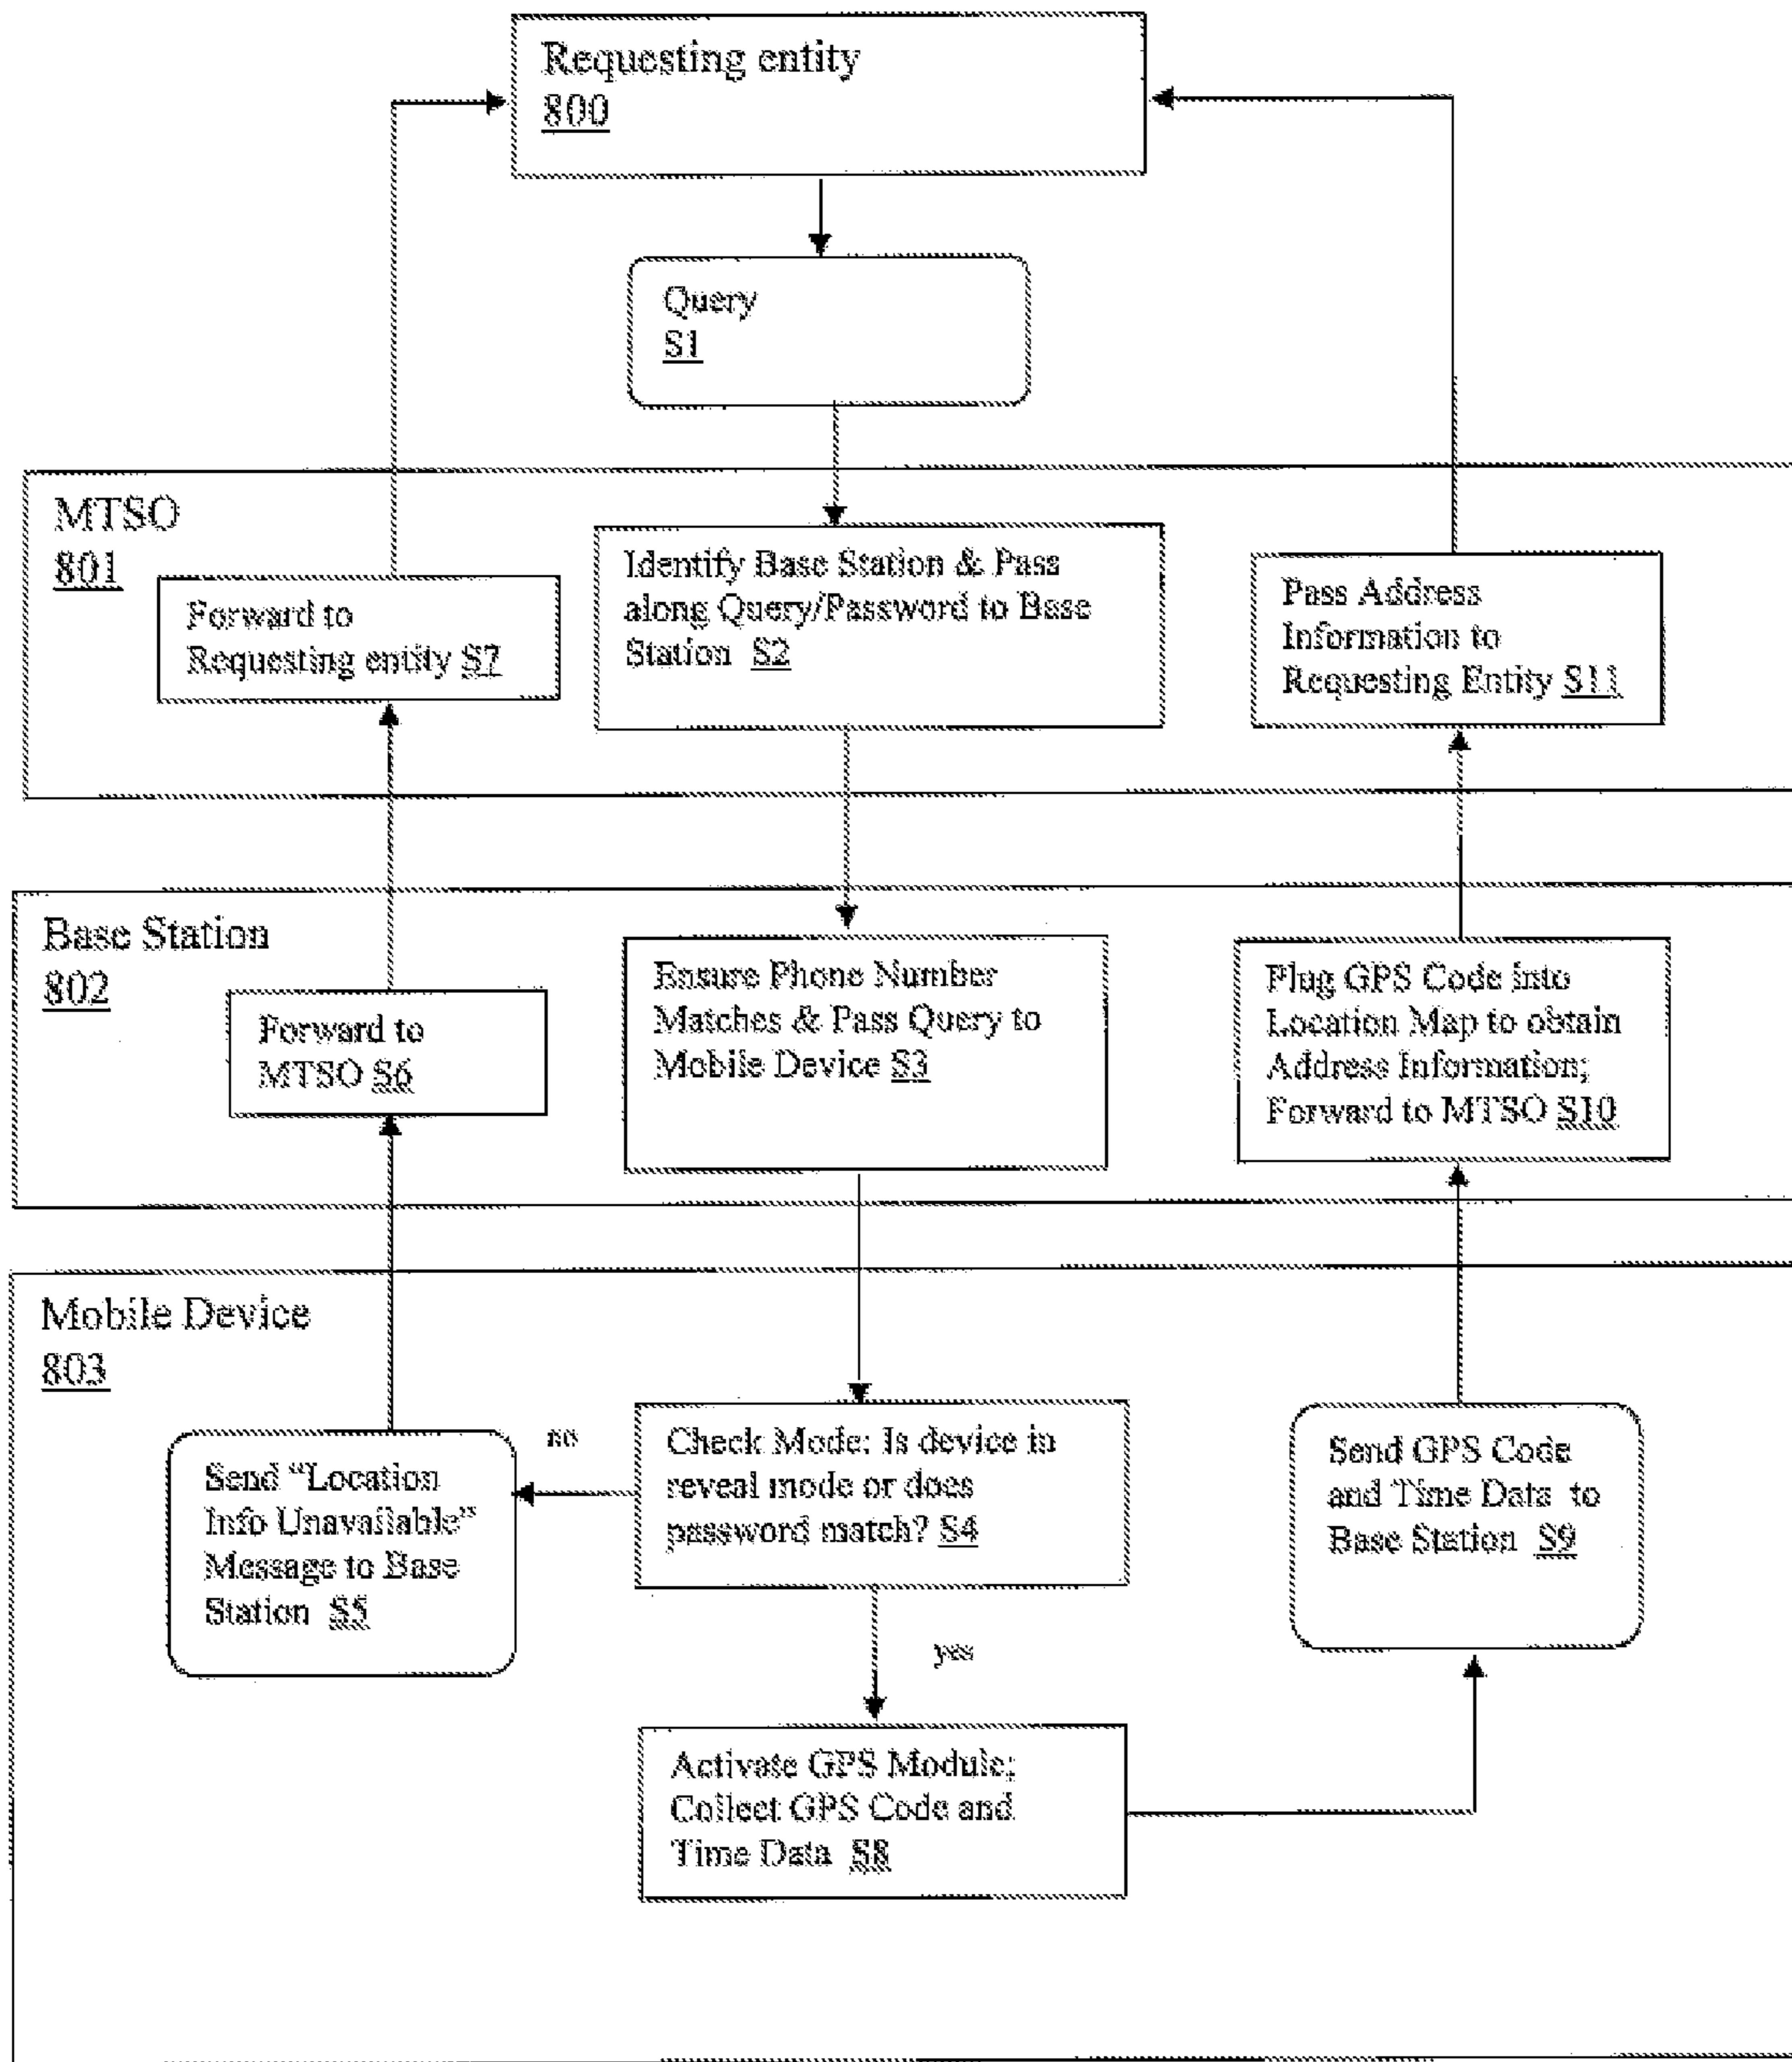 Requesting entity
800
Query
S1
MTSO
801
Forward to
Requesting entity S7
Identify Base Station & Pass
along Query/Password to Base
Station S2
Pass Address
Information to
Requesting Entity S11
Base Station
802
Forward to
MTSO S6
Ensure Phone Number
Matches & Pass Query to
Mobile Device S3
Plug GPS Code into
Location Map to obtain
Address Information;
Forward to MTSO S10
Mobile Device
803
Send “Location
Info Unavailable”
Message to Base
Station S5
no
Check Mode: Is device in
reveal mode or does
password match? S4
Send GPS Code
and Time Data to
Base Station S9
yes
Activate GPS Module;
Collect GPS Code and
Time Data S8